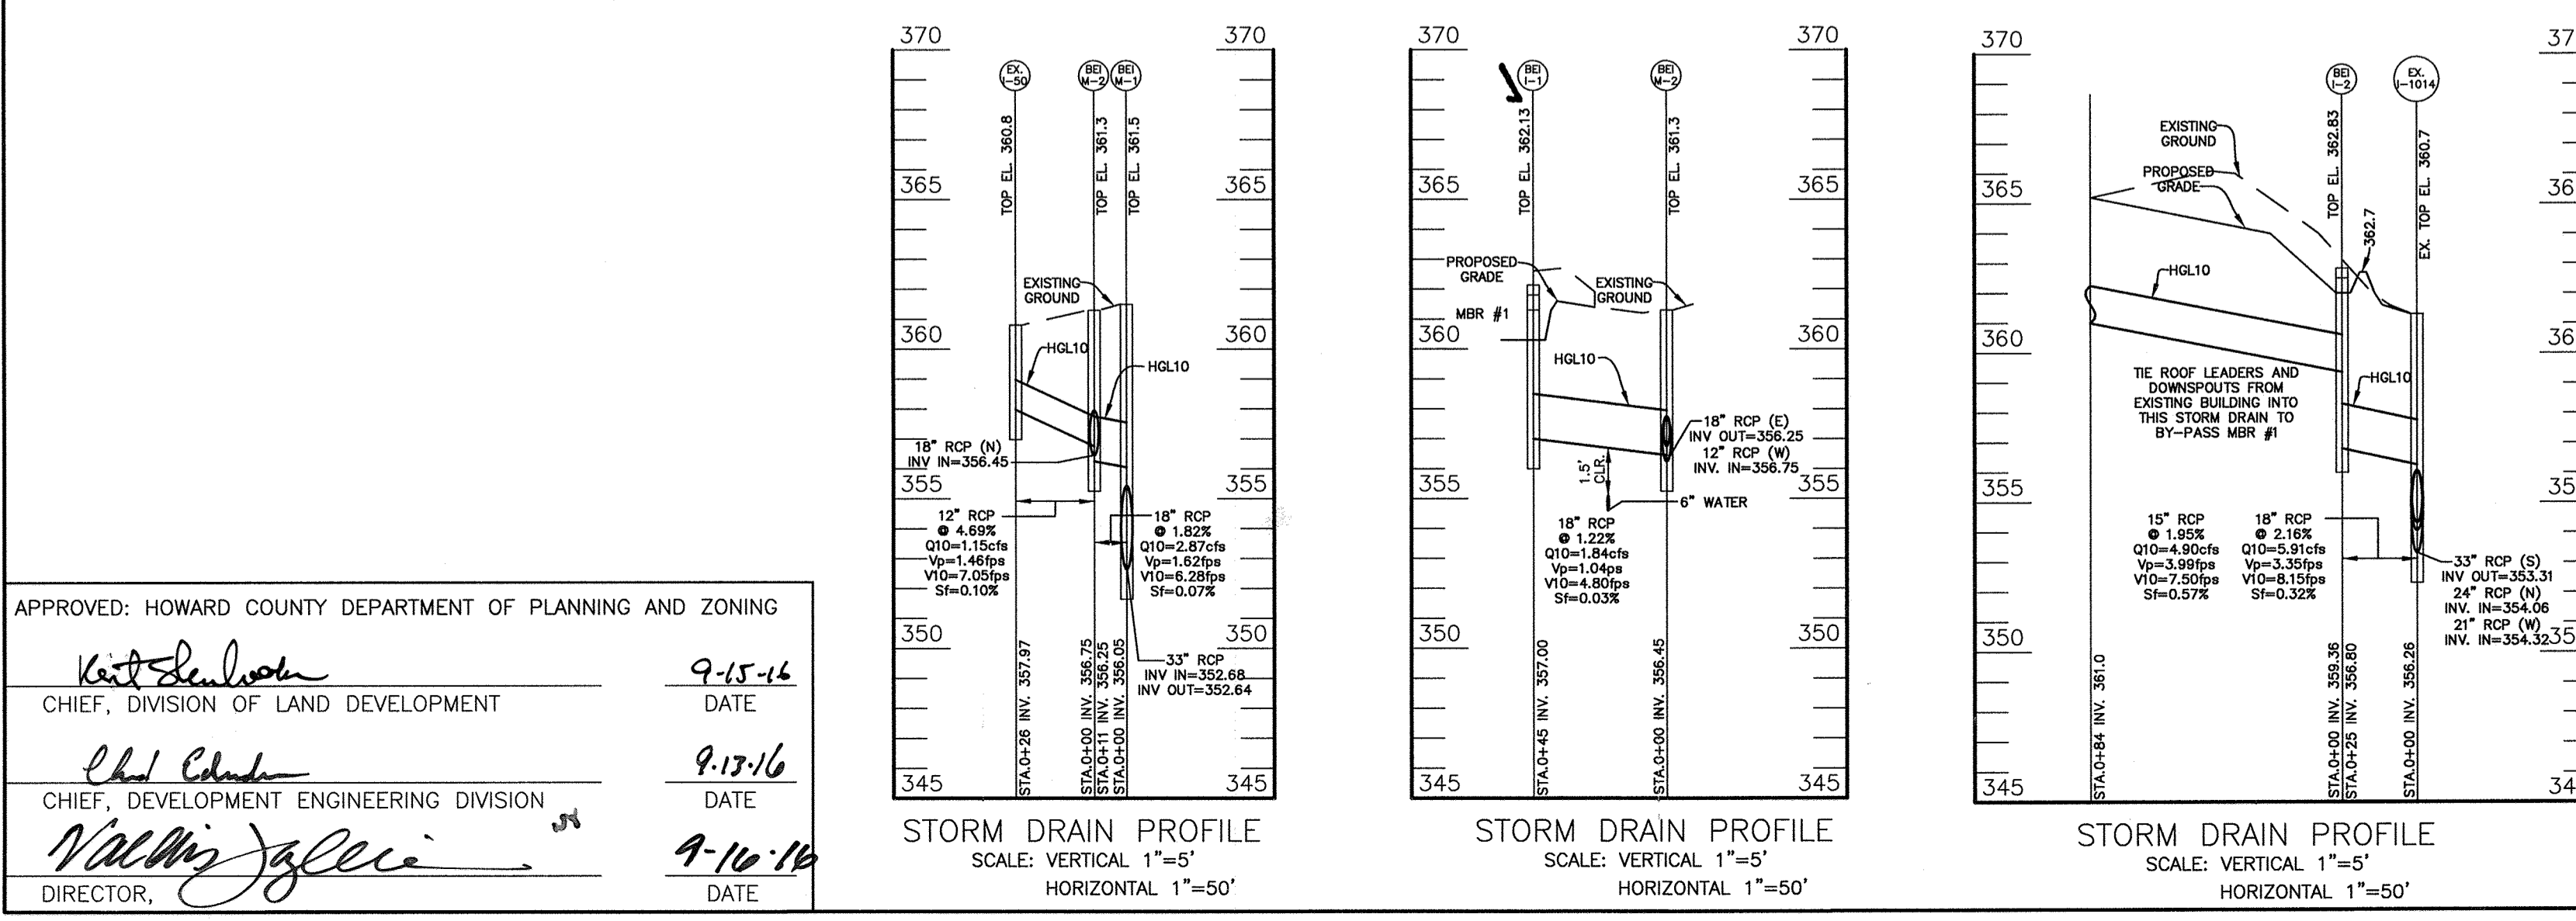 APPROVED: HOWARD COUNTY DEPARTMENT OF PLANNING AND ZONING
9-15-16
CHIEF, DIVISION OF LAND DEVELOPMENT
DATE
9.13.16
CHIEF, DEVELOPMENT ENGINEERING DIVISION
DATE
9-16-16
DIRECTOR,
DATE
370
370
365
365
360
360
355
355
350
350
345
345
EX.
I-50
BEI
M-2
BEI
M-1
TOP EL. 360.8
TOP EL. 361.3
TOP EL. 361.5
EXISTING
GROUND
HGL10
HGL10
18" RCP (N)
INV IN=356.45
12" RCP
@ 4.69%
Q10=1.15cfs
Vp=1.46fps
V10=7.05fps
Sf=0.10%
18" RCP
@ 1.82%
Q10=2.87cfs
Vp=1.62fps
V10=6.28fps
Sf=0.07%
33" RCP
INV IN=352.68
INV OUT=352.64
STA.0+26 INV. 357.97
STA.0+00 INV. 356.75
STA.0+11 INV. 356.25
STA.0+00 INV. 356.05
STORM DRAIN PROFILE
SCALE: VERTICAL 1"=5'
HORIZONTAL 1"=50'
370
370
365
365
360
360
355
355
350
350
345
345
BEI
I-1
BEI
M-2
TOP EL. 362.13
TOP EL. 361.3
PROPOSED
GRADE
EXISTING
GROUND
MBR #1
HGL10
18" RCP (E)
INV OUT=356.25
12" RCP (W)
INV. IN=356.75
1.5'
CLR.
6" WATER
18" RCP
@ 1.22%
Q10=1.84cfs
Vp=1.04fps
V10=4.80fps
Sf=0.03%
STA.0+45 INV. 357.00
STA.0+00 INV. 356.45
STORM DRAIN PROFILE
SCALE: VERTICAL 1"=5'
HORIZONTAL 1"=50'
370
37
365
36
360
36
355
35
350
35
345
34
BEI
I-2
EX.
I-1014
EXISTING
GROUND
PROPOSED
GRADE
TOP EL. 362.83
362.7
EX. TOP EL. 360.7
HGL10
TIE ROOF LEADERS AND
DOWNSPOUTS FROM
EXISTING BUILDING INTO
THIS STORM DRAIN TO
BY-PASS MBR #1
HGL10
15" RCP
@ 1.95%
Q10=4.90cfs
Vp=3.99fps
V10=7.50fps
Sf=0.57%
18" RCP
@ 2.16%
Q10=5.91cfs
Vp=3.35fps
V10=8.15fps
Sf=0.32%
33" RCP (S)
INV OUT=353.31
24" RCP (N)
INV. IN=354.06
21" RCP (W)
INV. IN=354.32
STA.0+84 INV. 361.0
STA.0+00 INV. 359.36
STA.0+25 INV. 356.80
STA.0+00 INV. 356.26
STORM DRAIN PROFILE
SCALE: VERTICAL 1"=5'
HORIZONTAL 1"=50'